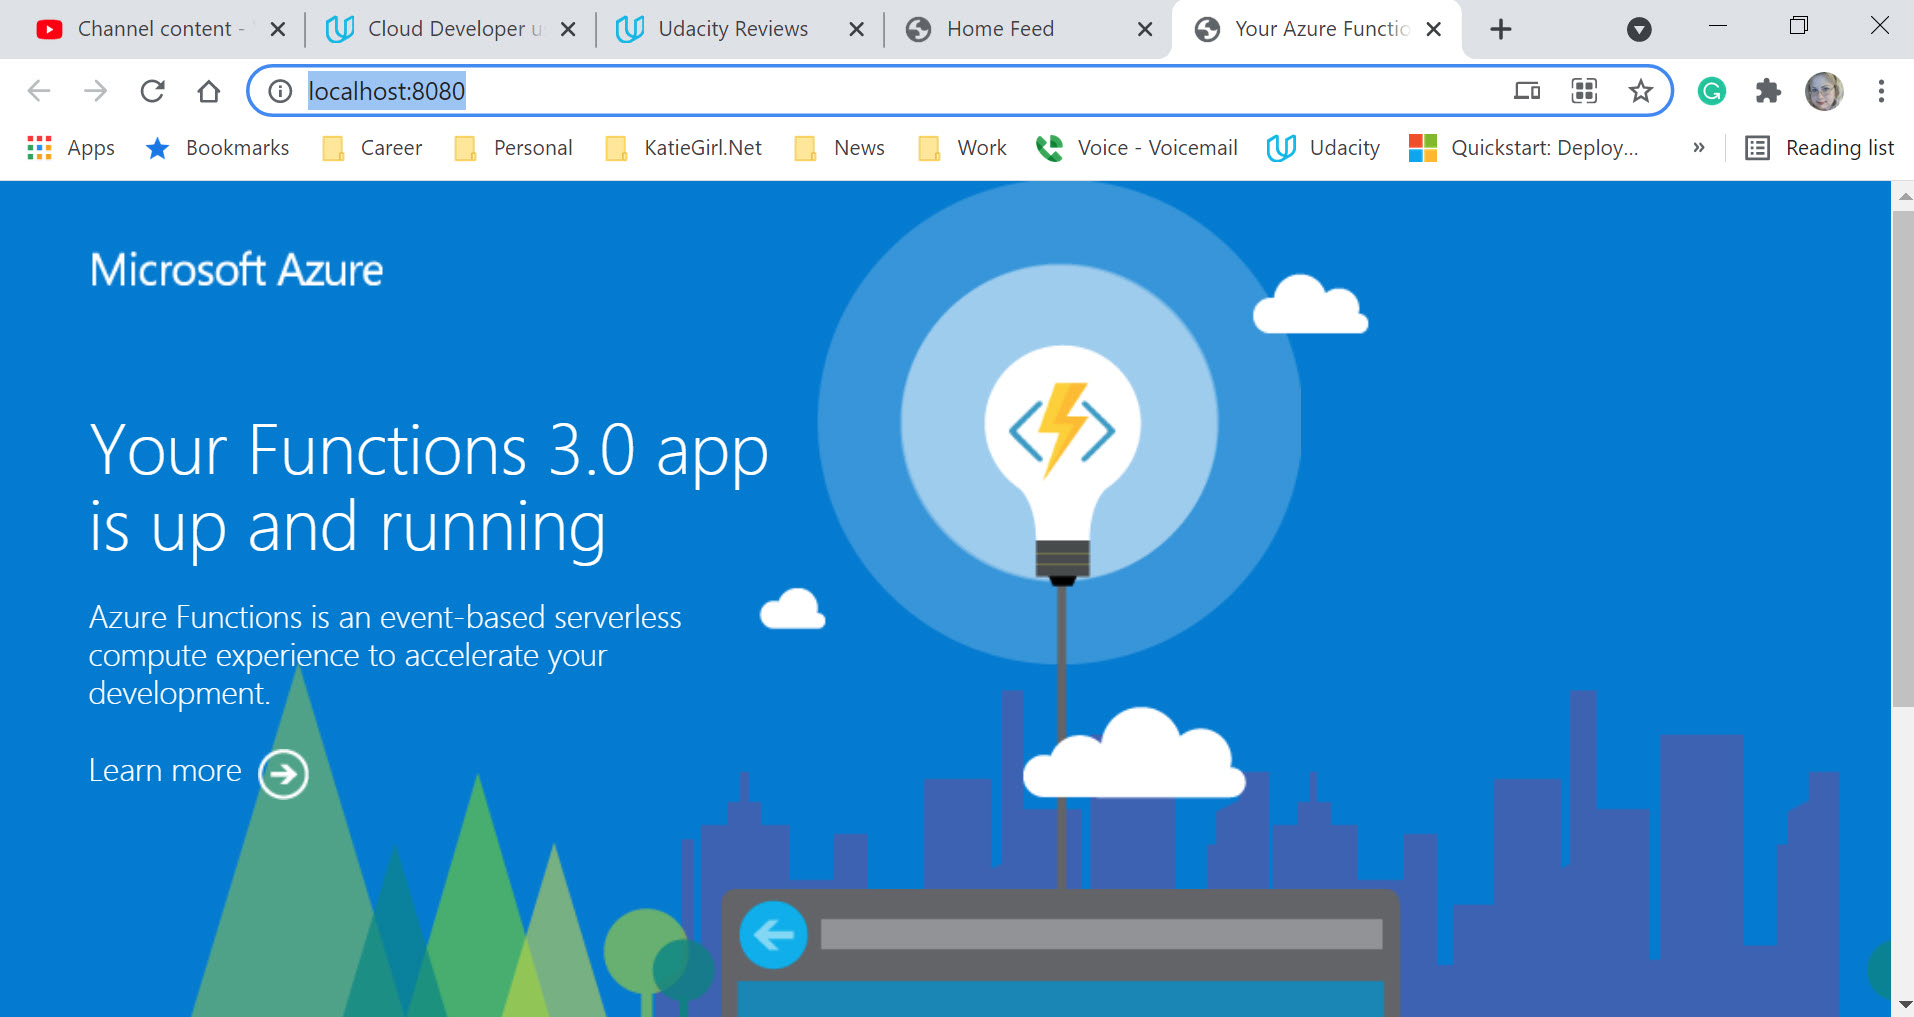 Channel content -
Cloud Developer u
Udacity Reviews
Home Feed
Your Azure Functio
localhost:8080
Apps
Bookmarks
Career
Personal
KatieGirl.Net
News
Work
Voice - Voicemail
Udacity
Quickstart: Deploy...
»
Reading list
Microsoft Azure
Your Functions 3.0 app
is up and running
Azure Functions is an event-based serverless
compute experience to accelerate your
development.
Learn more